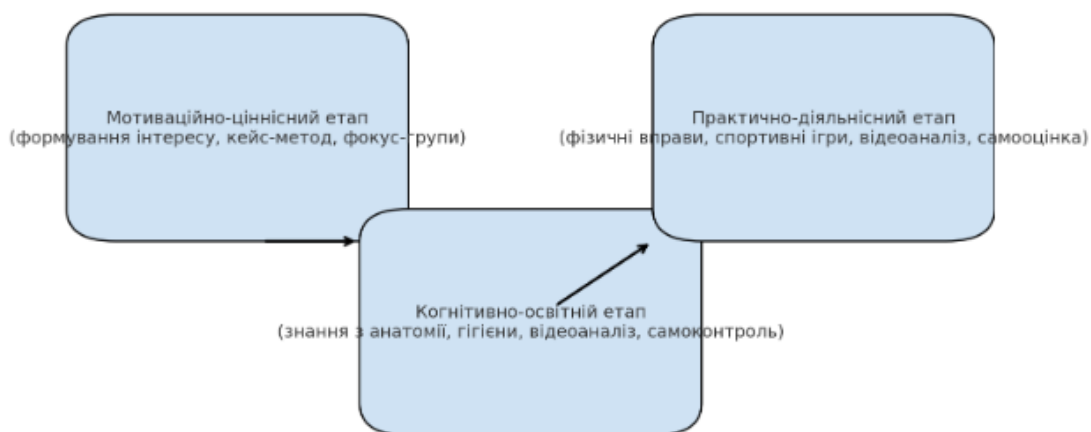 Мотиваційно-ціннісний етап
(формування інтересу, кейс-метод, фокус-групи)
Практично-діяльнісний етап
(фізичні вправи, спортивні ігри, відеоаналіз, самооцінка)
Когнітивно-освітній етап
(знання з анатомії, гігієни, відеоаналіз, самоконтроль)